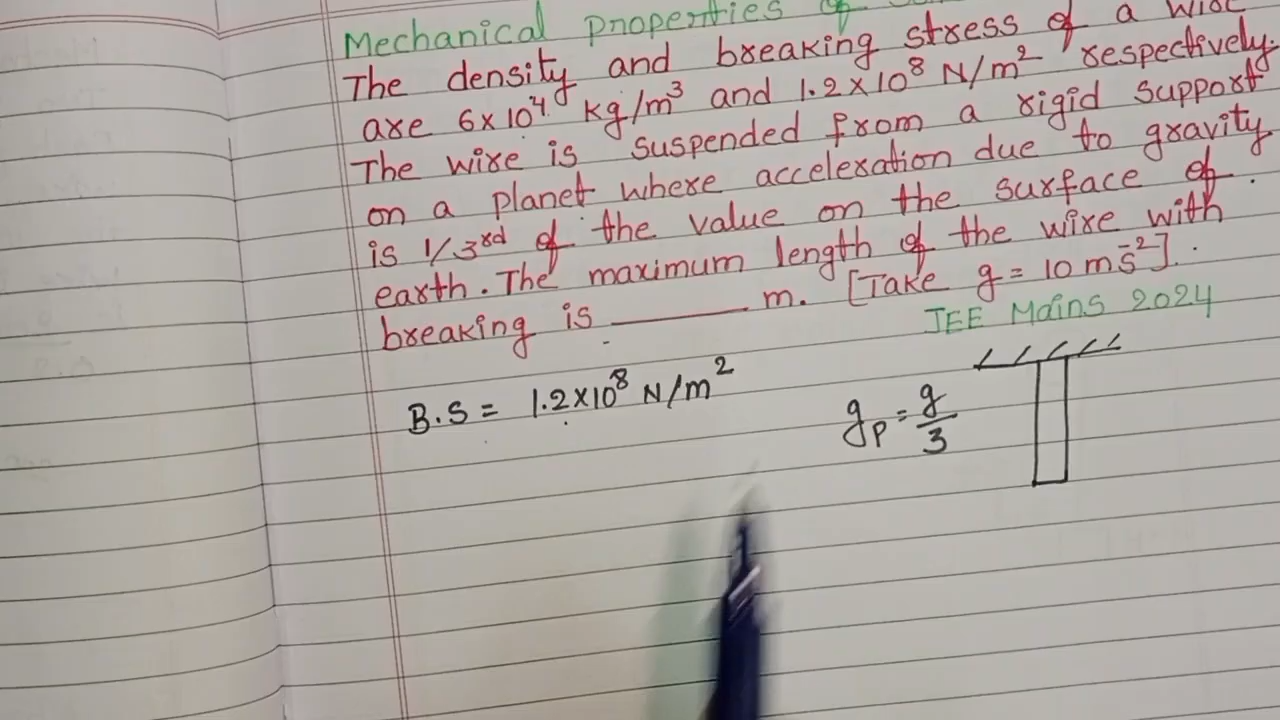 Mechanical properties of
The density and breaking stress of a wire
are 6×10⁴ kg/m³ and 1.2×10⁸ N/m² respectively.
The wire is suspended from a rigid support
on a planet where acceleration due to gravity
is 1/3rd of the value on the surface of
earth. The maximum length of the wire with
breaking is ______ m. [Take g = 10 ms⁻²].
JEE Mains 2024
B.S = 1.2×10⁸ N/m²
gₚ = g/3